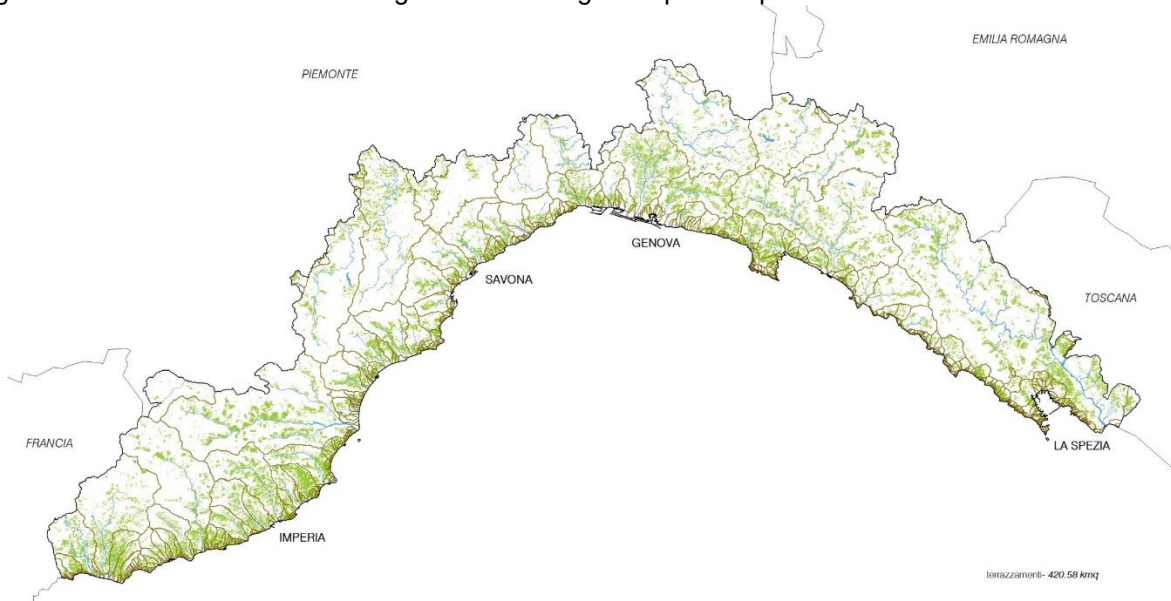 EMILIA ROMAGNA
PIEMONTE
GENOVA
SAVONA
TOSCANA
FRANCIA
LA SPEZIA
IMPERIA
terrazzamenti- 420.58 kmq